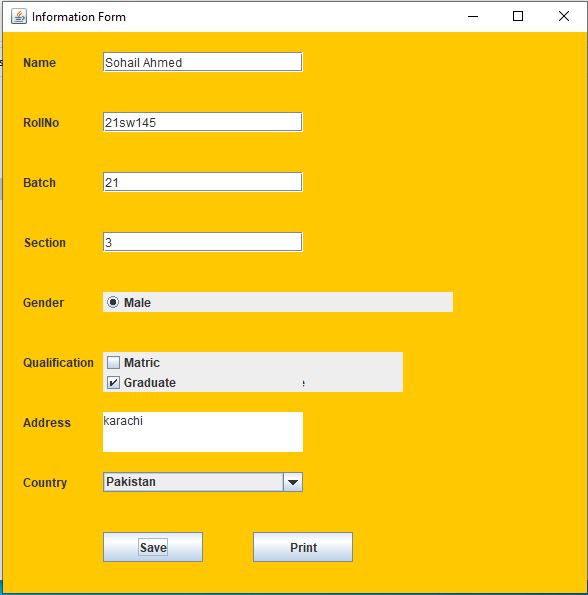 Information Form
Name Sohail Ahmed
RollNo 21sw145
Batch 21
Section 3
Gender Male
Qualification Matric
Graduate
Address karachi
Country Pakistan
Save Print